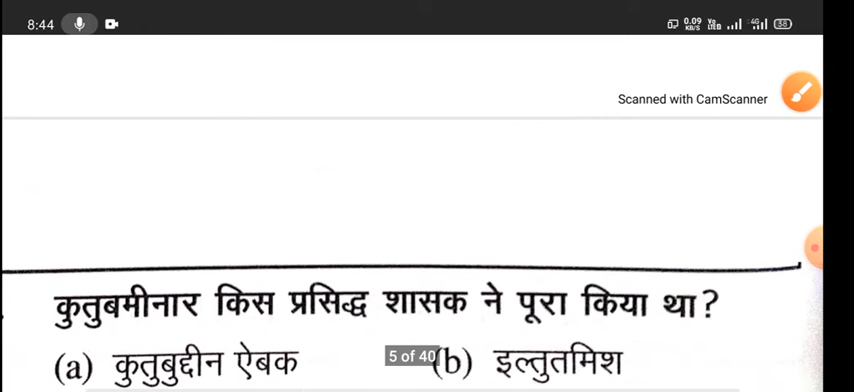 8:44 0.09 KB/S Vo LTE 4G 38
Scanned with CamScanner
कुतुबमीनार किस प्रसिद्ध शासक ने पूरा किया था?
(a) कुतुबुद्दीन ऐबक 5 of 40 (b) इल्तुतमिश